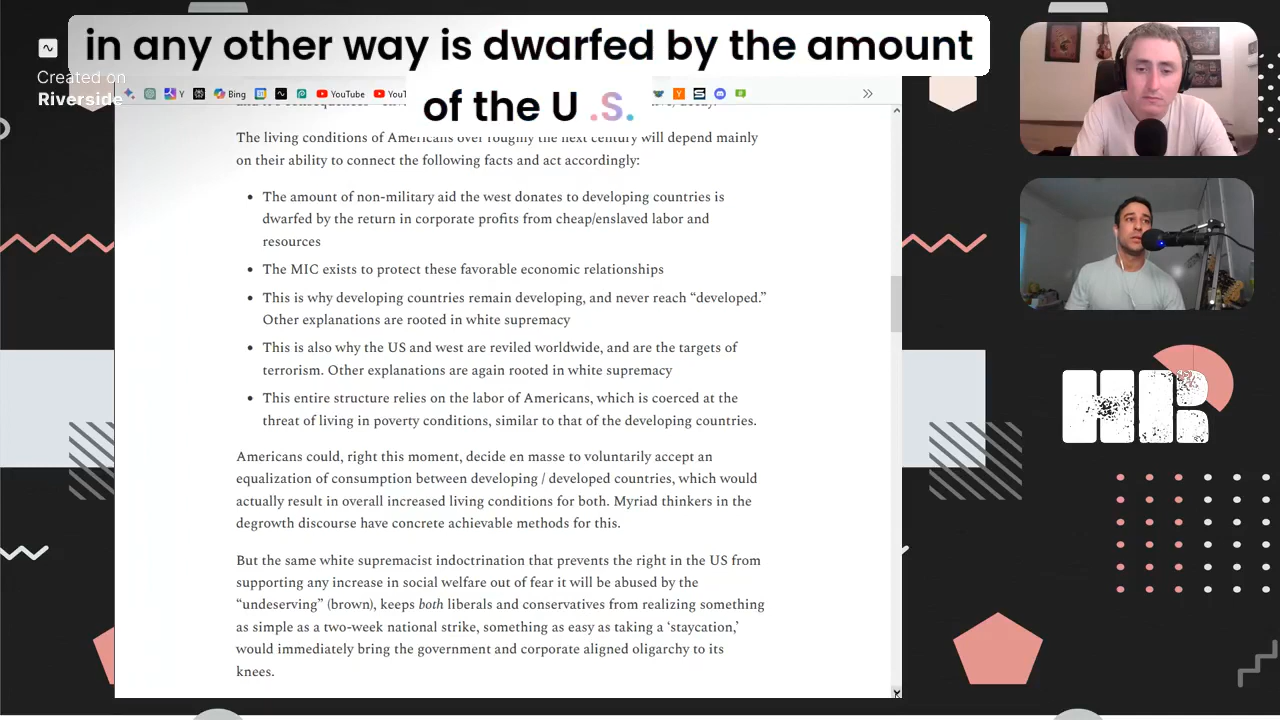 in any other way is dwarfed by the amount
of the U .S.
Created on
Riverside
Y
Bing
YouTube
YouT
The living conditions of Americans over roughly the next century will depend mainly
on their ability to connect the following facts and act accordingly:
• The amount of non-military aid the west donates to developing countries is
dwarfed by the return in corporate profits from cheap/enslaved labor and
resources
• The MIC exists to protect these favorable economic relationships
• This is why developing countries remain developing, and never reach “developed.”
Other explanations are rooted in white supremacy
• This is also why the US and west are reviled worldwide, and are the targets of
terrorism. Other explanations are again rooted in white supremacy
• This entire structure relies on the labor of Americans, which is coerced at the
threat of living in poverty conditions, similar to that of the developing countries.
Americans could, right this moment, decide en masse to voluntarily accept an
equalization of consumption between developing / developed countries, which would
actually result in overall increased living conditions for both. Myriad thinkers in the
degrowth discourse have concrete achievable methods for this.
But the same white supremacist indoctrination that prevents the right in the US from
supporting any increase in social welfare out of fear it will be abused by the
“undeserving” (brown), keeps both liberals and conservatives from realizing something
as simple as a two-week national strike, something as easy as taking a ‘staycation,’
would immediately bring the government and corporate aligned oligarchy to its
knees.
HR